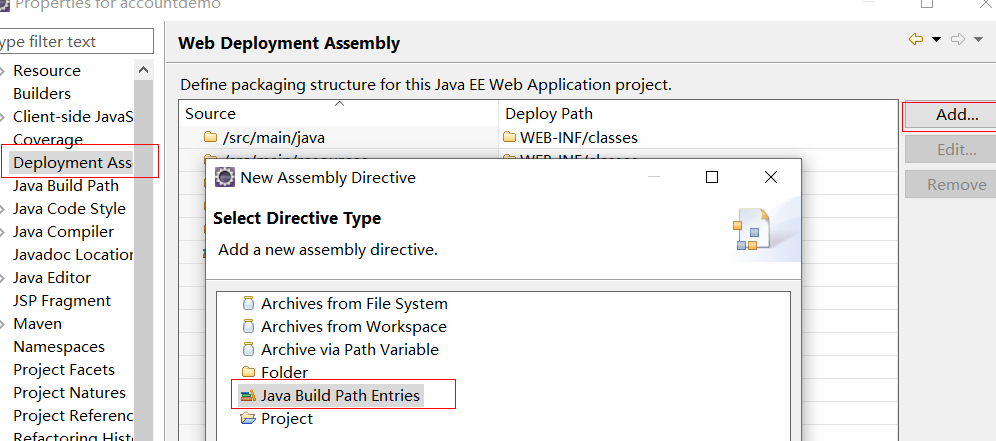 Properties for accountdemo
ype filter text
Web Deployment Assembly
Resource
Builders
Client-side JavaS
Coverage
Deployment Ass
Java Build Path
Java Code Style
Java Compiler
Javadoc Location
Java Editor
JSP Fragment
Maven
Namespaces
Project Facets
Project Natures
Project Referenc
Refactoring Hist
Define packaging structure for this Java EE Web Application project.
Source
Deploy Path
/src/main/java
WEB-INF/classes
/src/main/resources
WEB-INF/classes
Add...
Edit...
Remove
New Assembly Directive
Select Directive Type
Add a new assembly directive.
Archives from File System
Archives from Workspace
Archive via Path Variable
Folder
Java Build Path Entries
Project